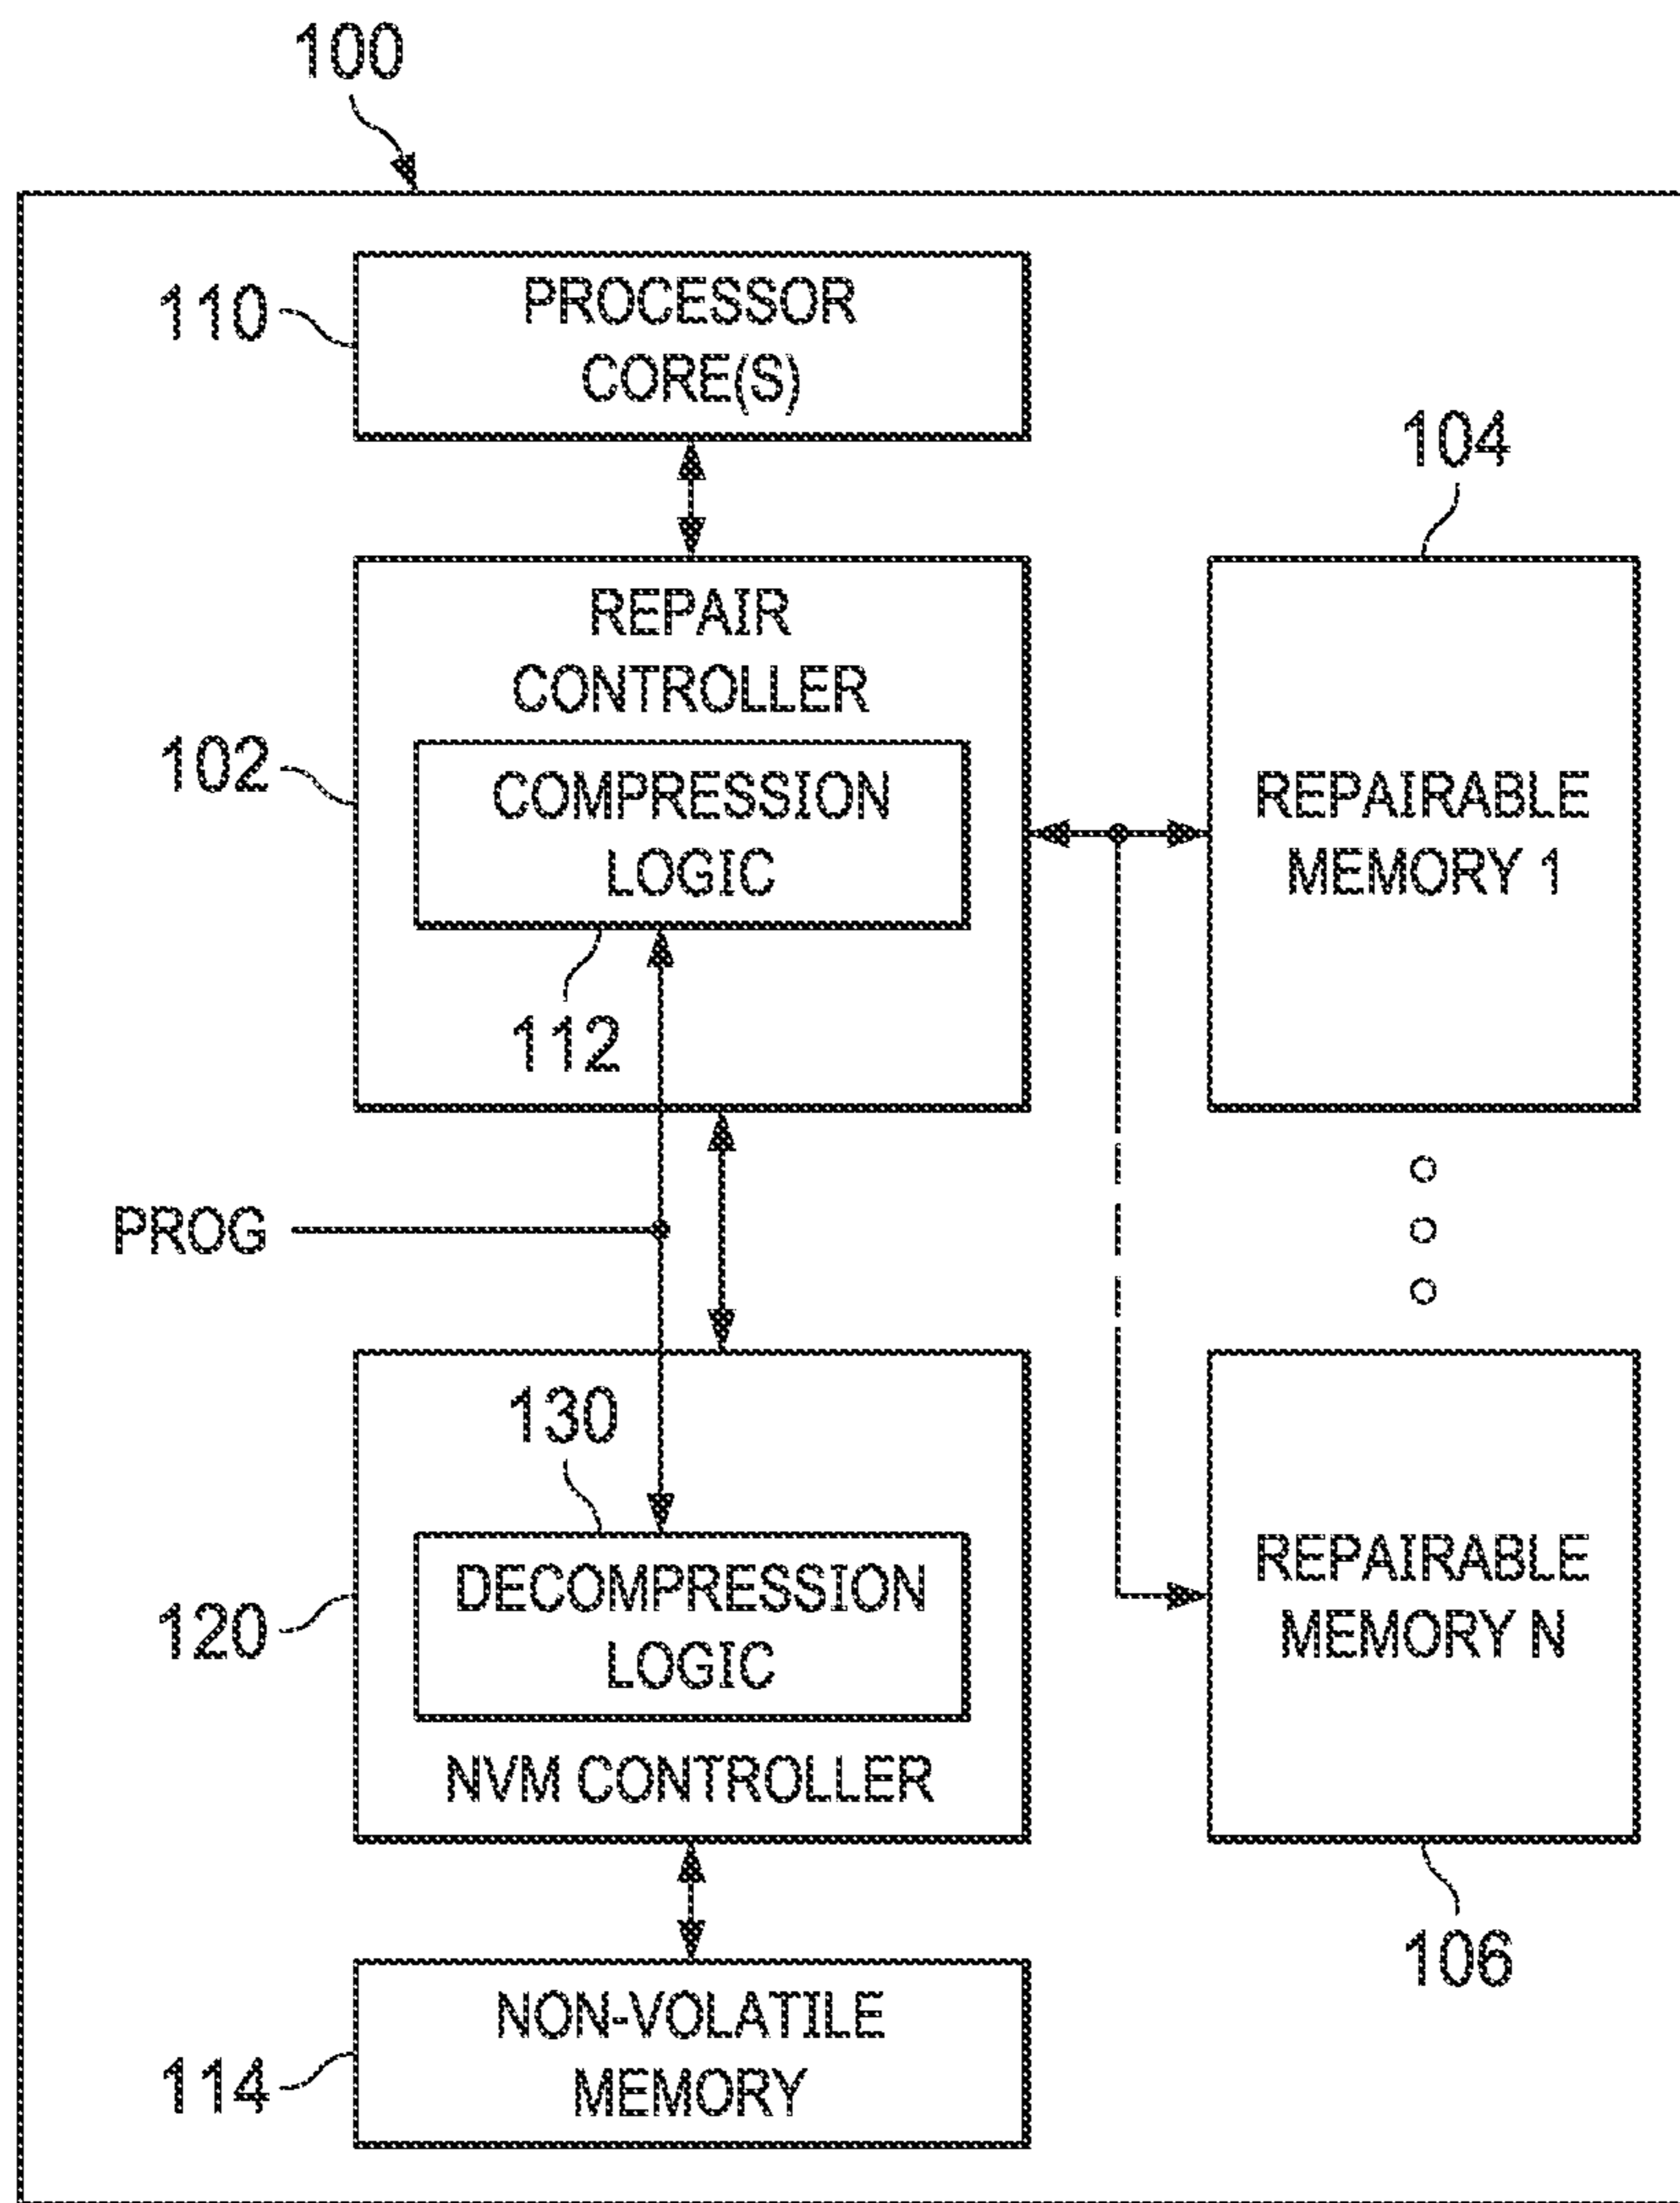 100
110
PROCESSOR
CORE(S)
104
REPAIR
CONTROLLER
102
COMPRESSION
LOGIC
112
REPAIRABLE
MEMORY 1
PROG
130
120
DECOMPRESSION
LOGIC
NVM CONTROLLER
REPAIRABLE
MEMORY N
106
114
NON-VOLATILE
MEMORY